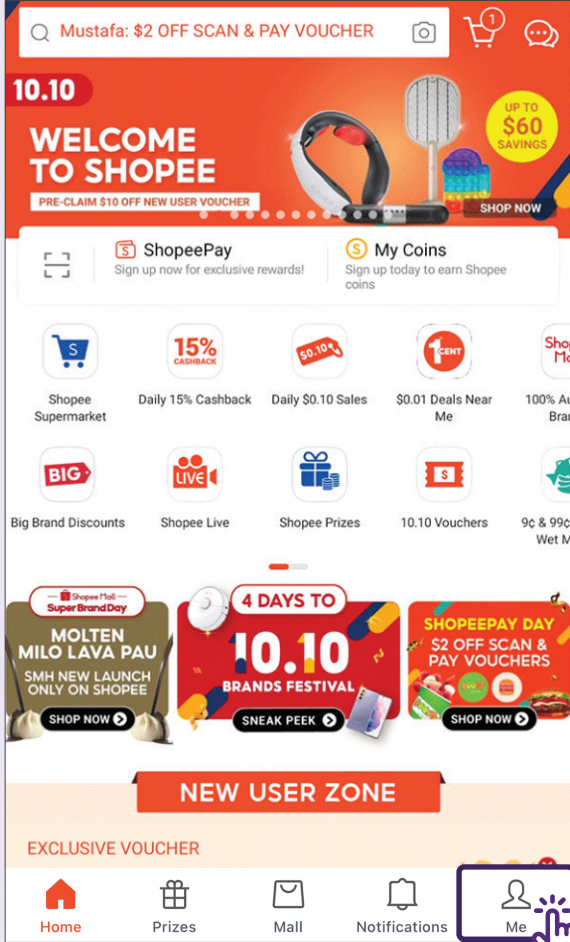 Mustafa: $2 OFF SCAN & PAY VOUCHER
1
10.10
WELCOME
TO SHOPEE
PRE-CLAIM $10 OFF NEW USER VOUCHER
UP TO
$60
SAVINGS
SHOP NOW
ShopeePay
Sign up now for exclusive rewards!
My Coins
Sign up today to earn Shopee
coins
15%
CASHBACK
$0.10
1 CENT
Shopee
Supermarket
Daily 15% Cashback
Daily $0.10 Sales
$0.01 Deals Near
Me
100% Au
Bra
BIG
LIVE
$
Big Brand Discounts
Shopee Live
Shopee Prizes
10.10 Vouchers
9¢ & 99¢
Wet M
Shopee Mall
Super Brand Day
MOLTEN
MILO LAVA PAU
SMH NEW LAUNCH
ONLY ON SHOPEE
SHOP NOW
4 DAYS TO
10.10
BRANDS FESTIVAL
SNEAK PEEK
SHOPEEPAY DAY
$2 OFF SCAN &
PAY VOUCHERS
SHOP NOW
NEW USER ZONE
EXCLUSIVE VOUCHER
Home
Prizes
Mall
Notifications
Me